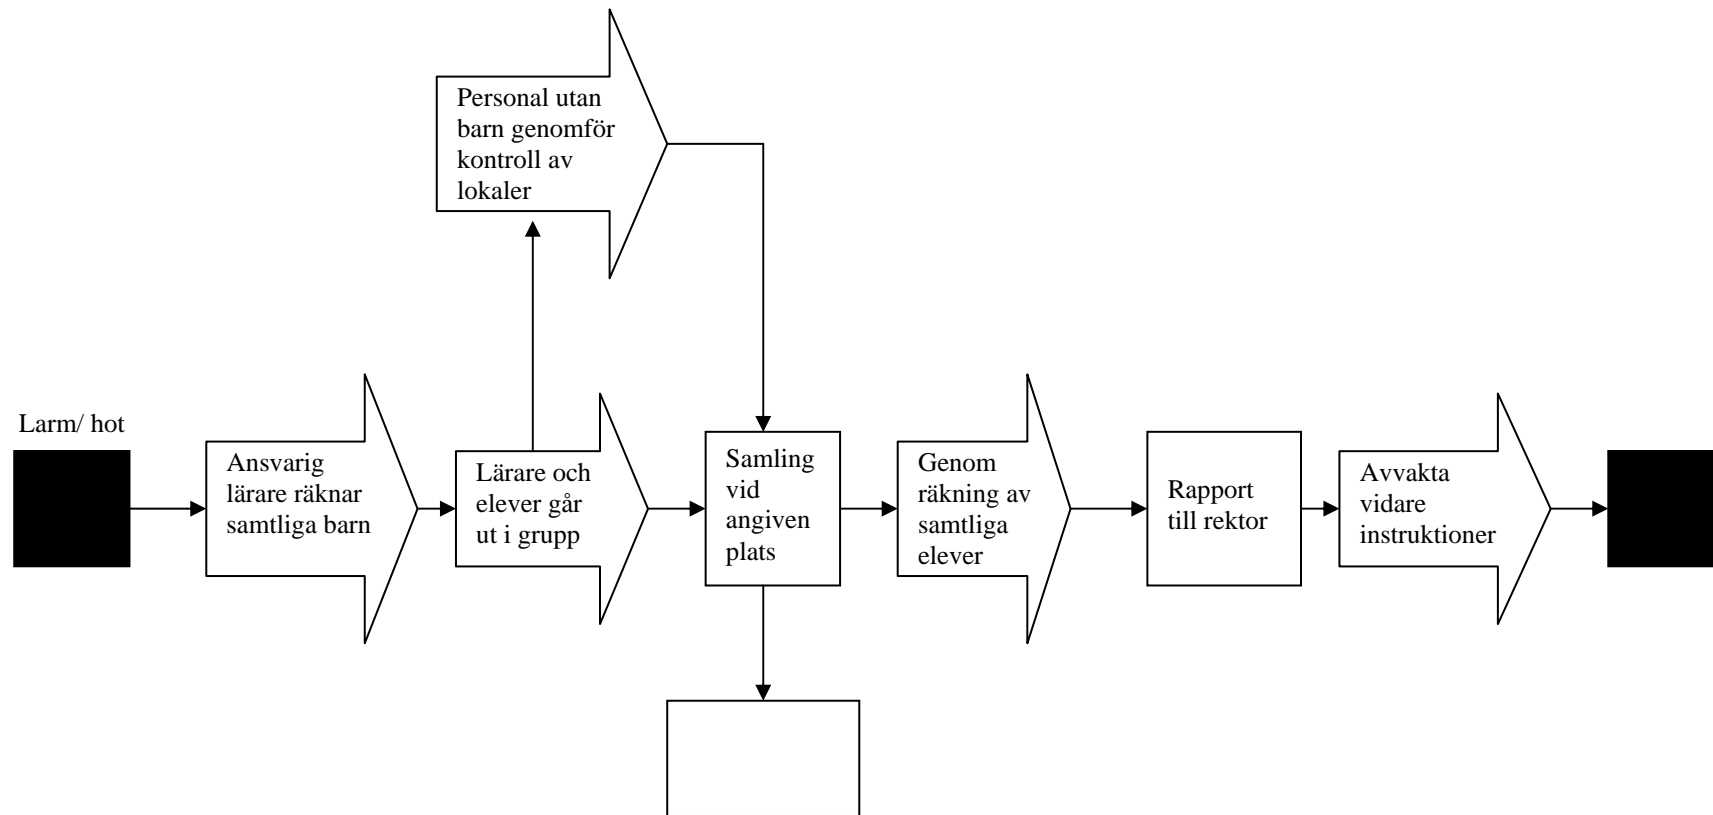 Personal utan
barn genomför
kontroll av
lokaler
Larm/ hot
Ansvarig
lärare räknar
samtliga barn
Lärare och
elever går
ut i grupp
Samling
vid
angiven
plats
Genom
räkning av
samtliga
elever
Rapport
till rektor
Avvakta
vidare
instruktioner